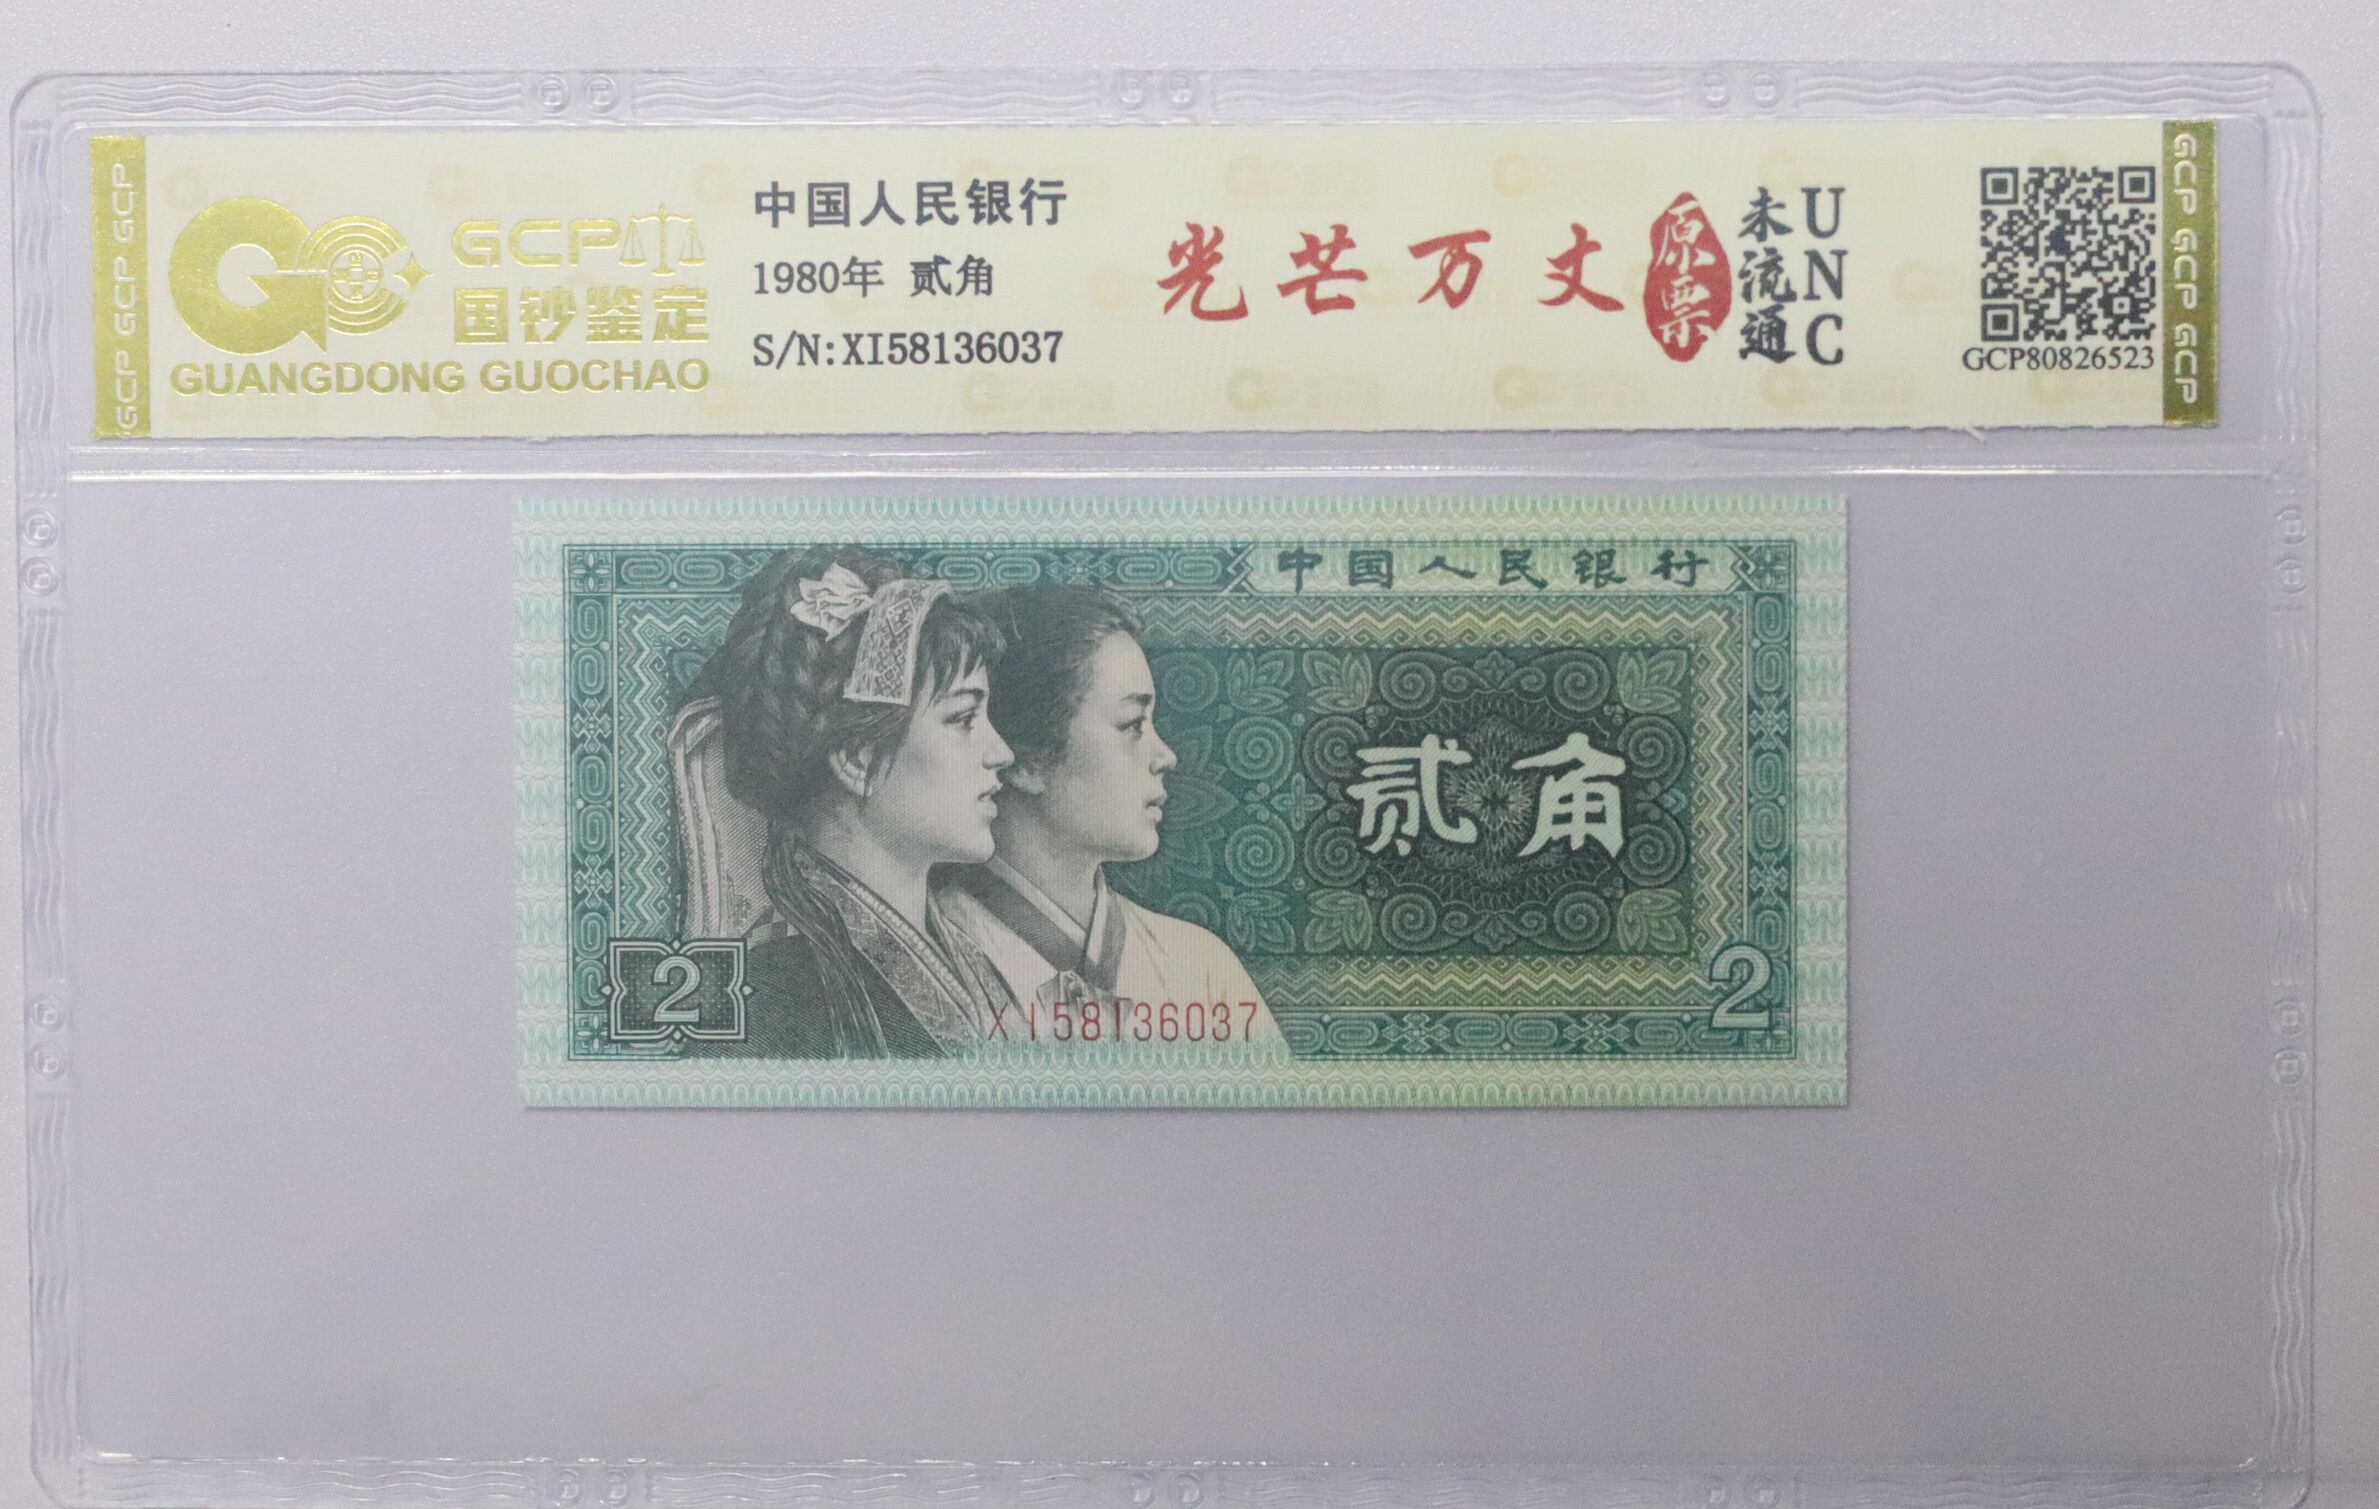 GCP GCP GCP
GCP
国钞鉴定
GUANGDONG GUOCHAO
中国人民银行
1980年 贰角
S/N:XI58136037
光芒万丈
原票
未流通
UNC
GCP80826523
GCP GCP GCP
中国人民银行
贰角
2
XI58136037
2